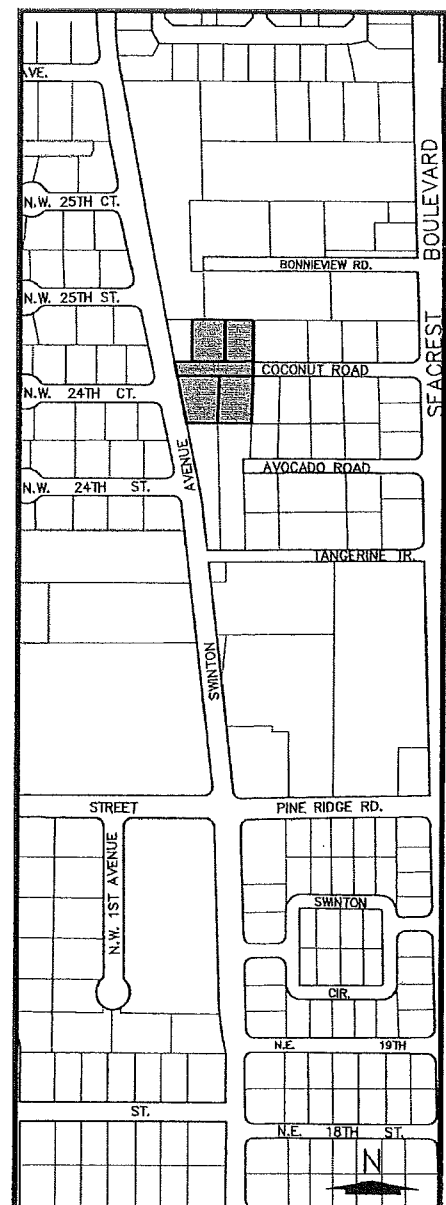 AVE.
N.W. 25TH CT.
SEACREST BOULEVARD
BONNIEVIEW RD.
N.W. 25TH ST.
COCONUT ROAD
N.W. 24TH CT.
AVOCADO ROAD
N.W. 24TH ST.
SWINTON AVENUE
TANGERINE TR.
STREET
PINE RIDGE RD.
N.W. 1ST AVENUE
SWINTON
CIR.
N.E. 19TH
ST.
N.E. 18TH ST.
N